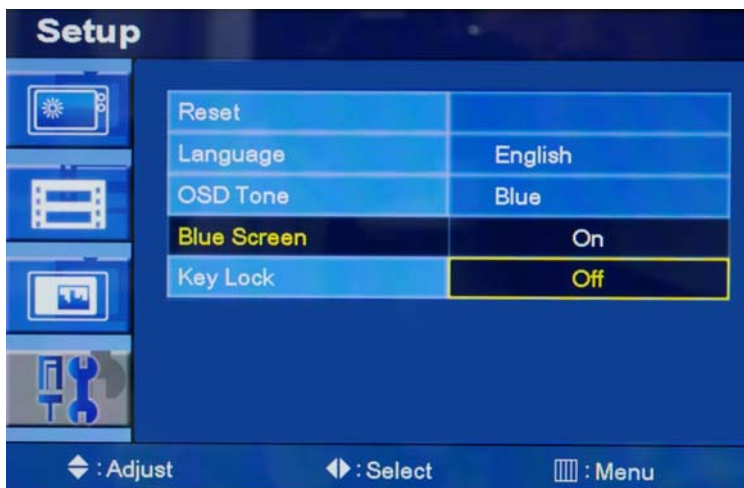 Setup
Reset
Language English
OSD Tone Blue
Blue Screen On
Key Lock Off
: Adjust : Select : Menu